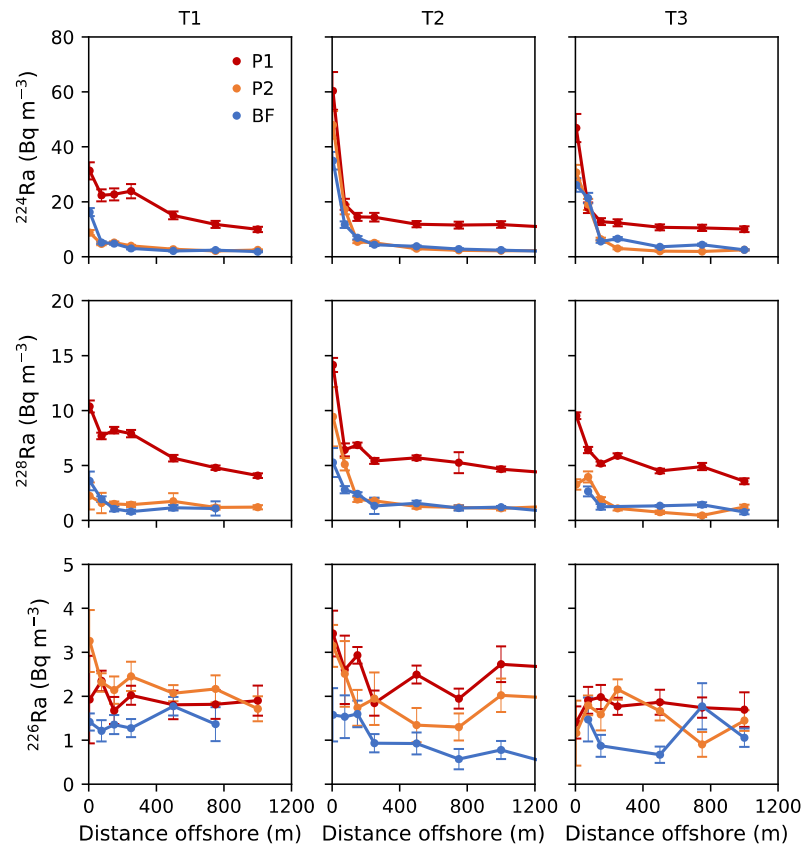 T1 T2 T3
²²⁴Ra (Bq m⁻³)
80
60
40
20
0
P1
P2
BF
²²⁸Ra (Bq m⁻³)
20
15
10
5
0
²²⁶Ra (Bq m⁻³)
5
4
3
2
1
0
0 400 800 1200 0 400 800 1200 0 400 800 1200
Distance offshore (m) Distance offshore (m) Distance offshore (m)